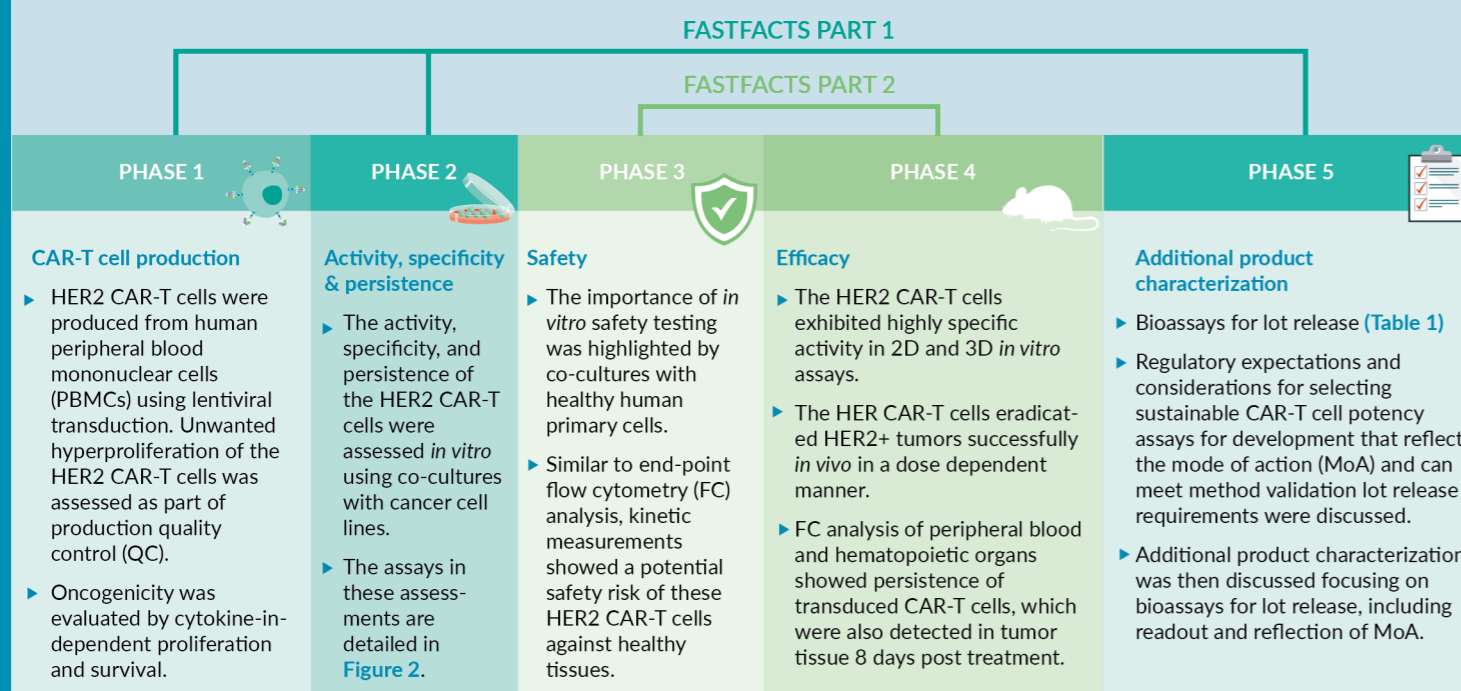 FASTFACTS PART 1
FASTFACTS PART 2
PHASE 1
CAR-T cell production
HER2 CAR-T cells were
produced from human
peripheral blood
mononuclear cells
(PBMCs) using lentiviral
transduction. Unwanted
hyperproliferation of the
HER2 CAR-T cells was
assessed as part of
production quality
control (QC).
Oncogenicity was
evaluated by cytokine-in-
dependent proliferation
and survival.
PHASE 2
Activity, specificity
& persistence
The activity,
specificity, and
persistence of
the HER2 CAR-T
cells were
assessed in vitro
using co-cultures
with cancer cell
lines.
The assays in
these assess-
ments are
detailed in
Figure 2.
PHASE 3
Safety
The importance of in
vitro safety testing
was highlighted by
co-cultures with
healthy human
primary cells.
Similar to end-point
flow cytometry (FC)
analysis, kinetic
measurements
showed a potential
safety risk of these
HER2 CAR-T cells
against healthy
tissues.
PHASE 4
Efficacy
The HER2 CAR-T cells
exhibited highly specific
activity in 2D and 3D in vitro
assays.
The HER CAR-T cells eradicat-
ed HER2+ tumors successfully
in vivo in a dose dependent
manner.
FC analysis of peripheral blood
and hematopoietic organs
showed persistence of
transduced CAR-T cells, which
were also detected in tumor
tissue 8 days post treatment.
PHASE 5
Additional product
characterization
Bioassays for lot release (Table 1)
Regulatory expectations and
considerations for selecting
sustainable CAR-T cell potency
assays for development that reflect
the mode of action (MoA) and can
meet method validation lot release
requirements were discussed.
Additional product characterization
was then discussed focusing on
bioassays for lot release, including
readout and reflection of MoA.